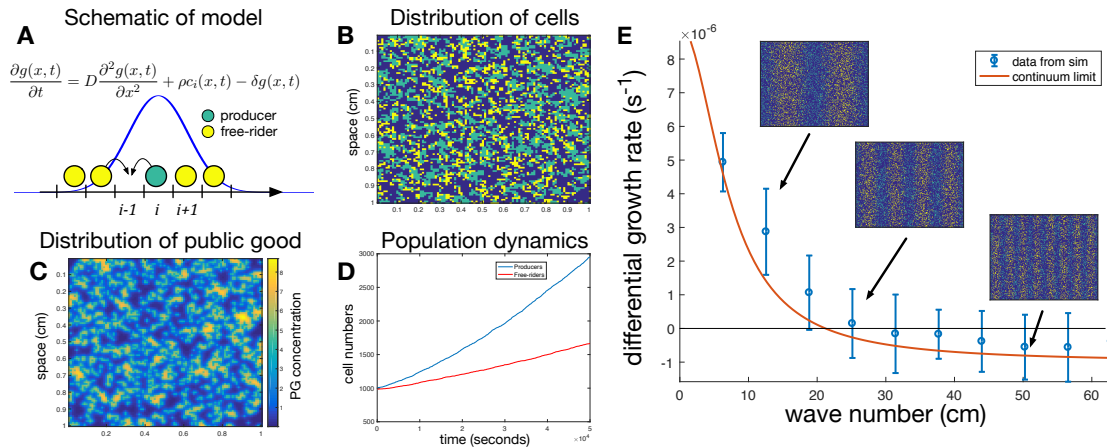 Schematic of model
A
∂g(x, t)/∂t = D ∂²g(x, t)/∂x² + ρc_i(x, t) − δg(x, t)
producer
free-rider
i-1 i i+1
Distribution of cells
B
space (cm)
0.1
0.2
0.3
0.4
0.5
0.6
0.7
0.8
0.9
1
0.1 0.2 0.3 0.4 0.5 0.6 0.7 0.8 0.9 1
Distribution of public good
C
space (cm)
0
0.1
0.2
0.3
0.4
0.5
0.6
0.7
0.8
0.9
1
0.2 0.4 0.6 0.8 1
PG concentration
8
7
6
5
4
3
2
1
Population dynamics
D
Producers
Free-riders
cell numbers
3000
2500
2000
1500
1000
500
0 1 2 3 4 5
× 10⁴
time (seconds)
E
×10⁻⁶
differential growth rate (s⁻¹)
8
7
6
5
4
3
2
1
0
-1
0 10 20 30 40 50 60
wave number (cm)
data from sim
continuum limit